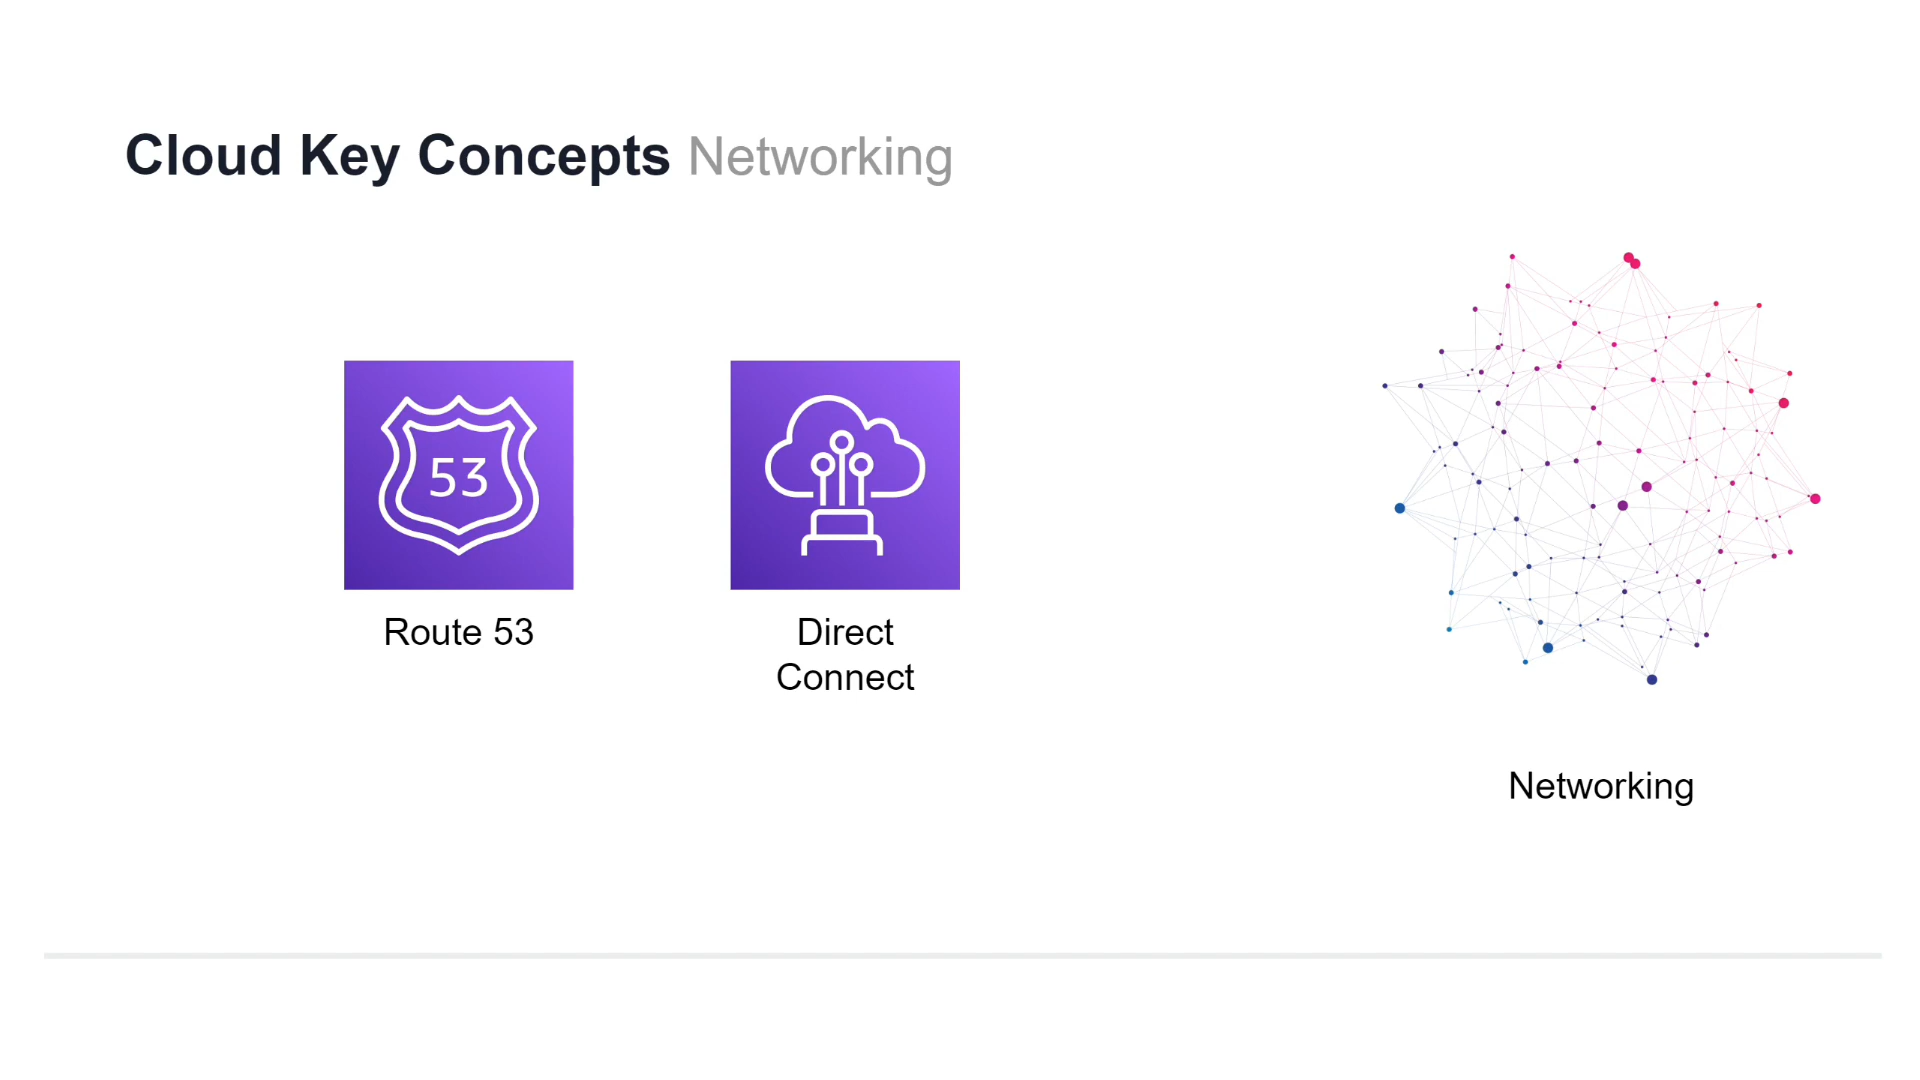 Cloud Key Concepts Networking
53
Route 53
Direct
Connect
Networking